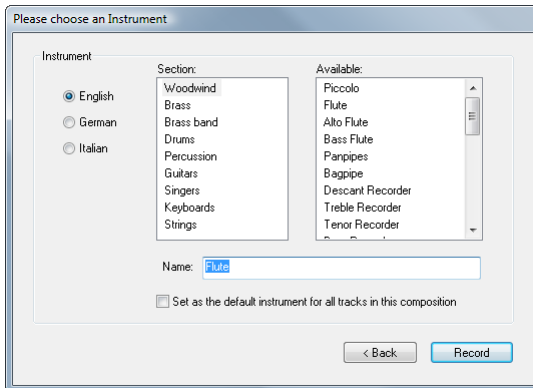 Please choose an Instrument
Instrument
English
German
Italian
Section:
Woodwind
Brass
Brass band
Drums
Percussion
Guitars
Singers
Keyboards
Strings
Available:
Piccolo
Flute
Alto Flute
Bass Flute
Panpipes
Bagpipe
Descant Recorder
Treble Recorder
Tenor Recorder
Name: Flute
Set as the default instrument for all tracks in this composition
< Back Record